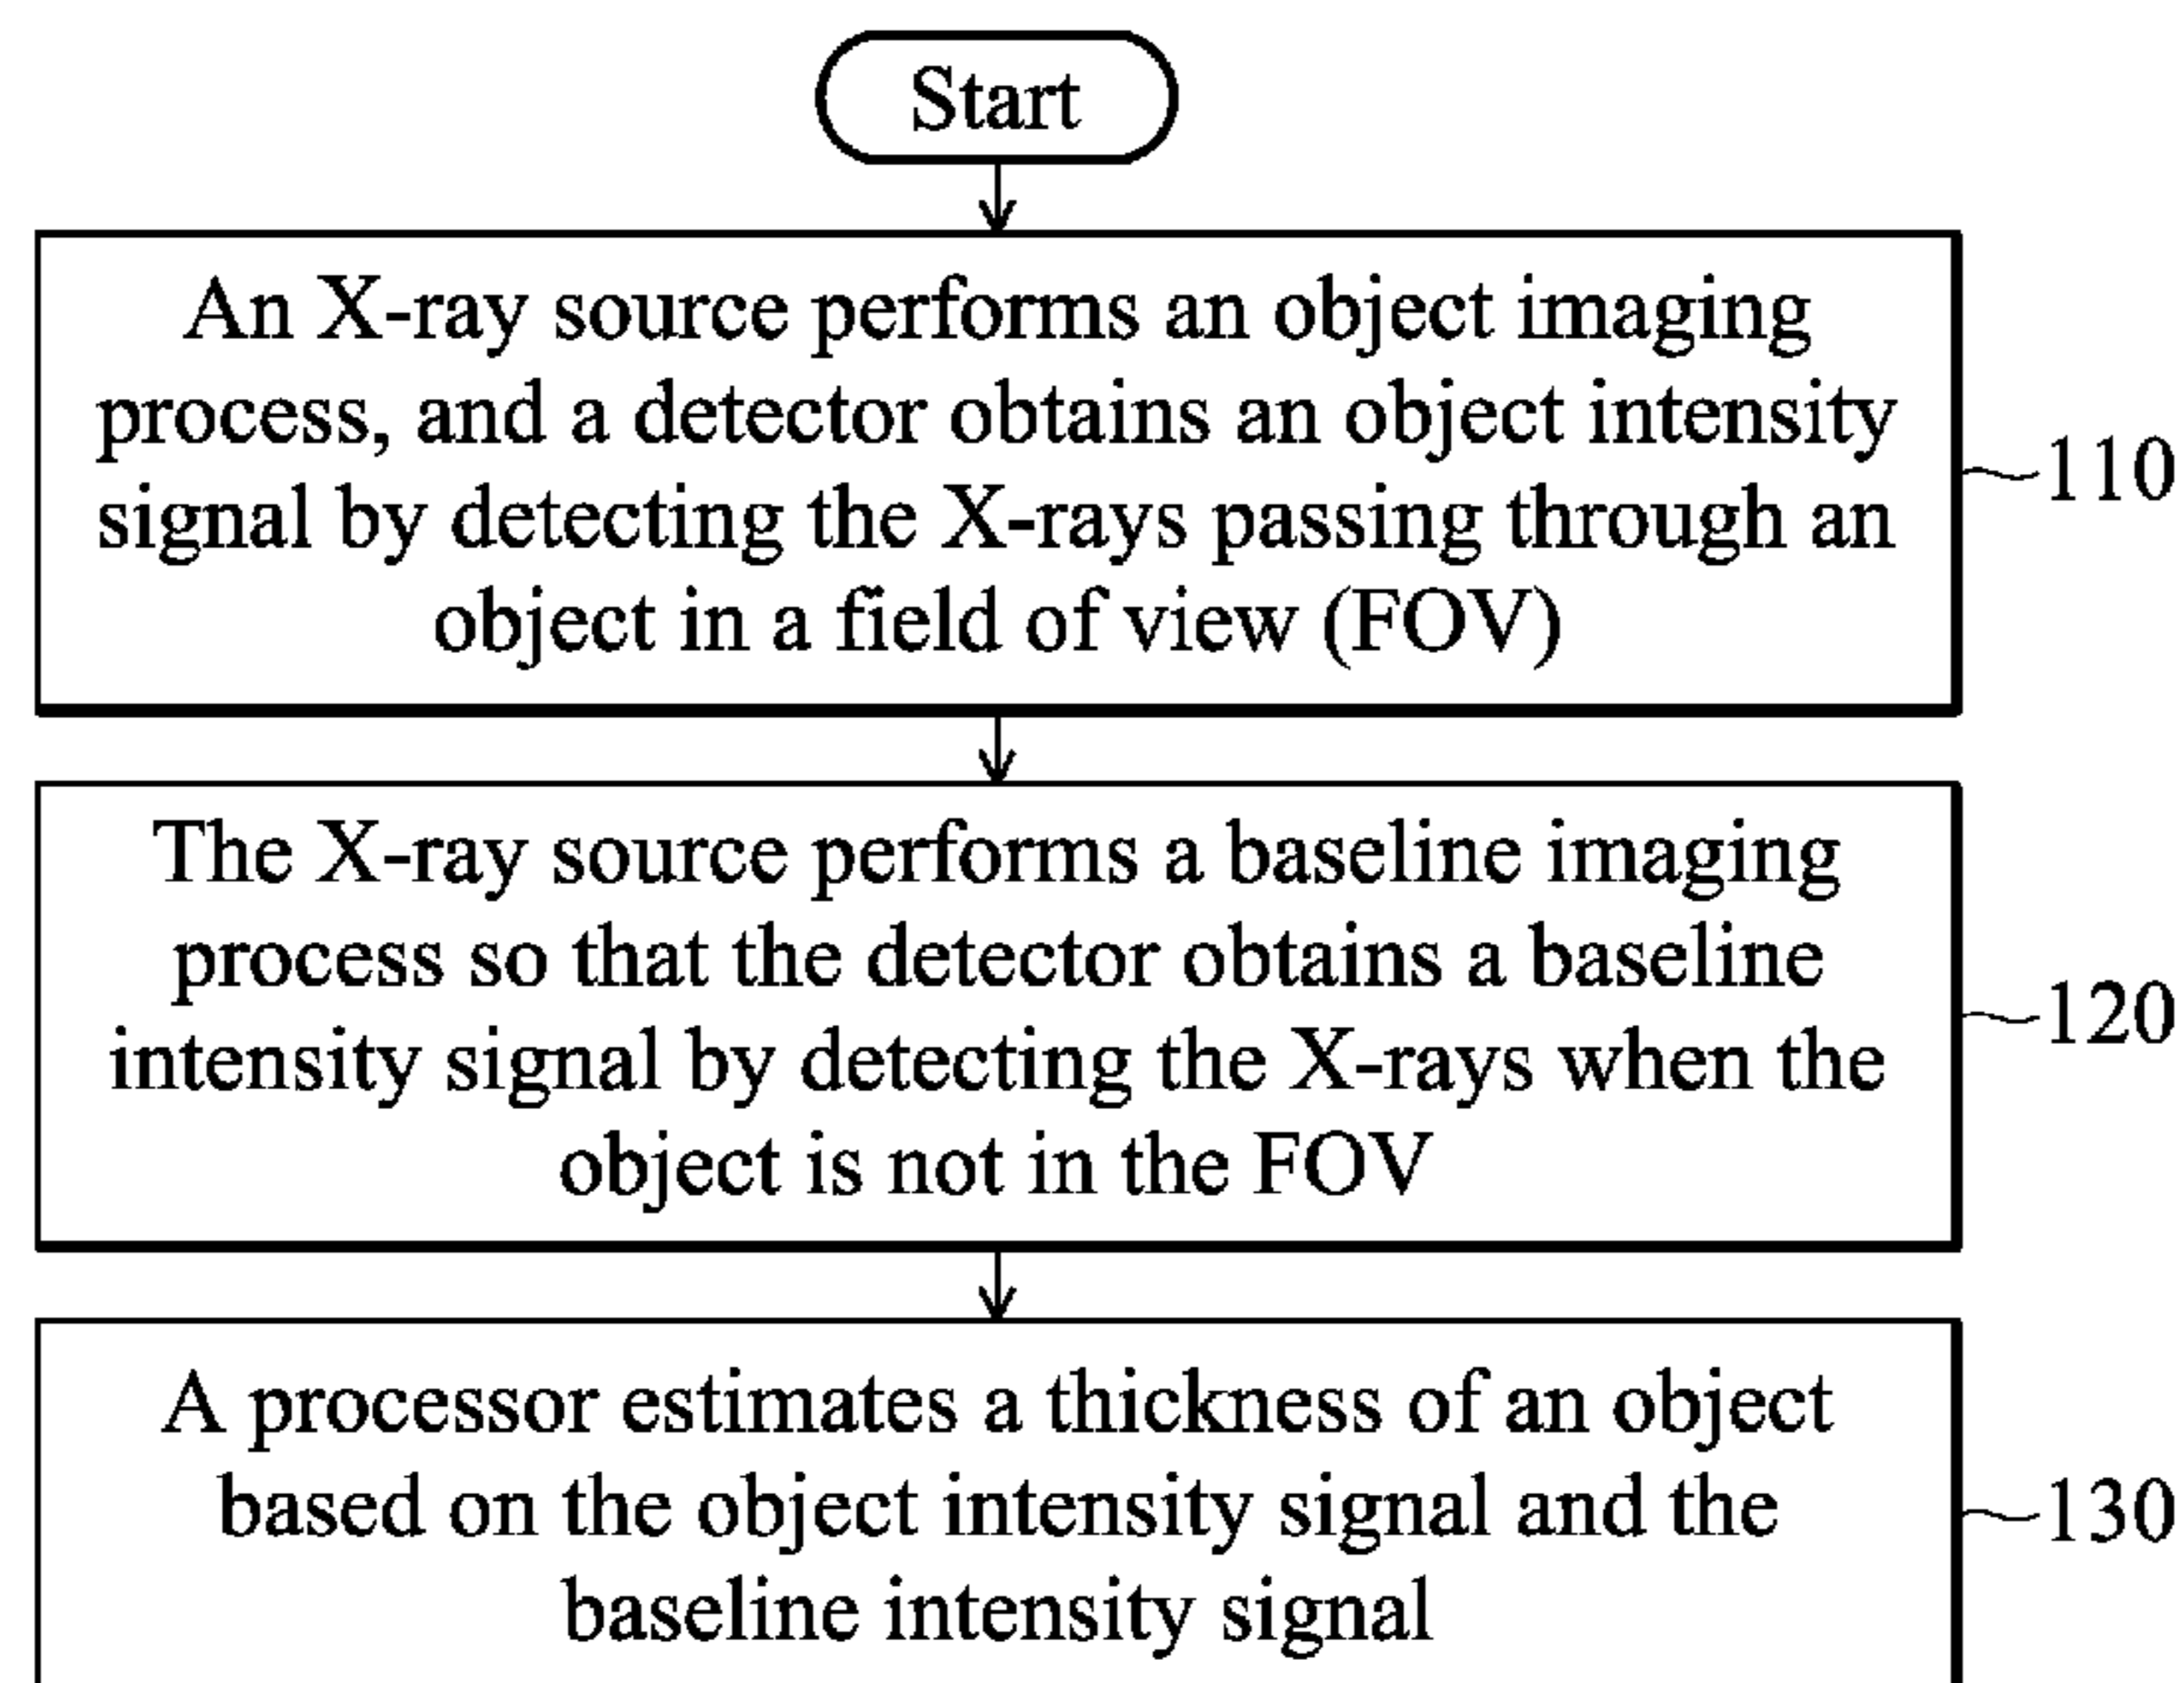 Start
An X-ray source performs an object imaging
process, and a detector obtains an object intensity
signal by detecting the X-rays passing through an
object in a field of view (FOV)
110
The X-ray source performs a baseline imaging
process so that the detector obtains a baseline
intensity signal by detecting the X-rays when the
object is not in the FOV
120
A processor estimates a thickness of an object
based on the object intensity signal and the
baseline intensity signal
130